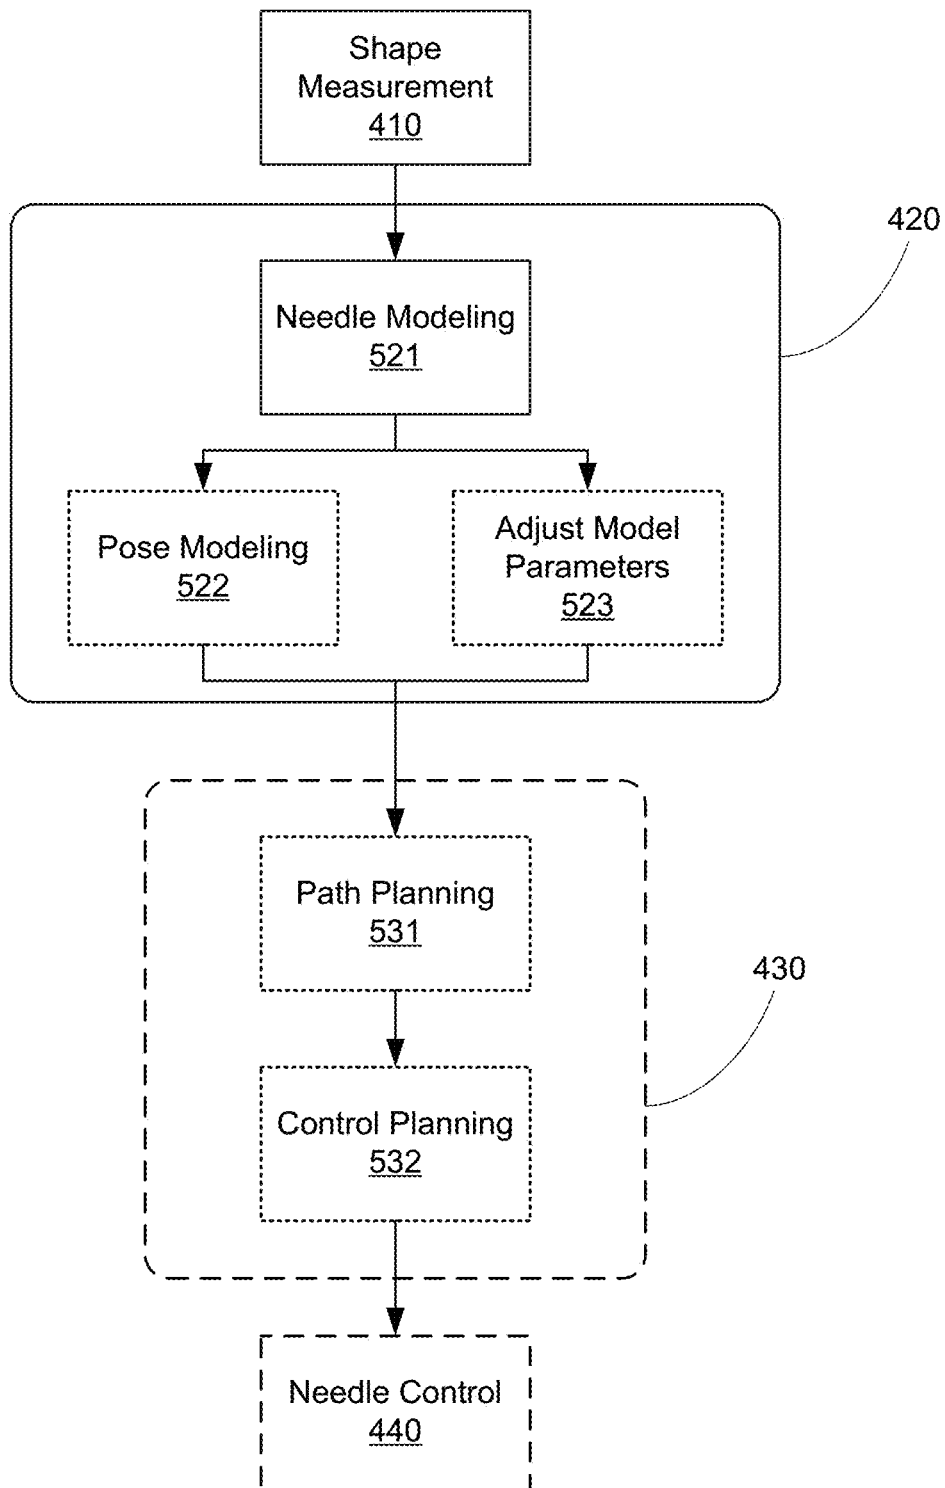 Shape
Measurement
410
420
Needle Modeling
521
Pose Modeling
522
Adjust Model
Parameters
523
Path Planning
531
430
Control Planning
532
Needle Control
440